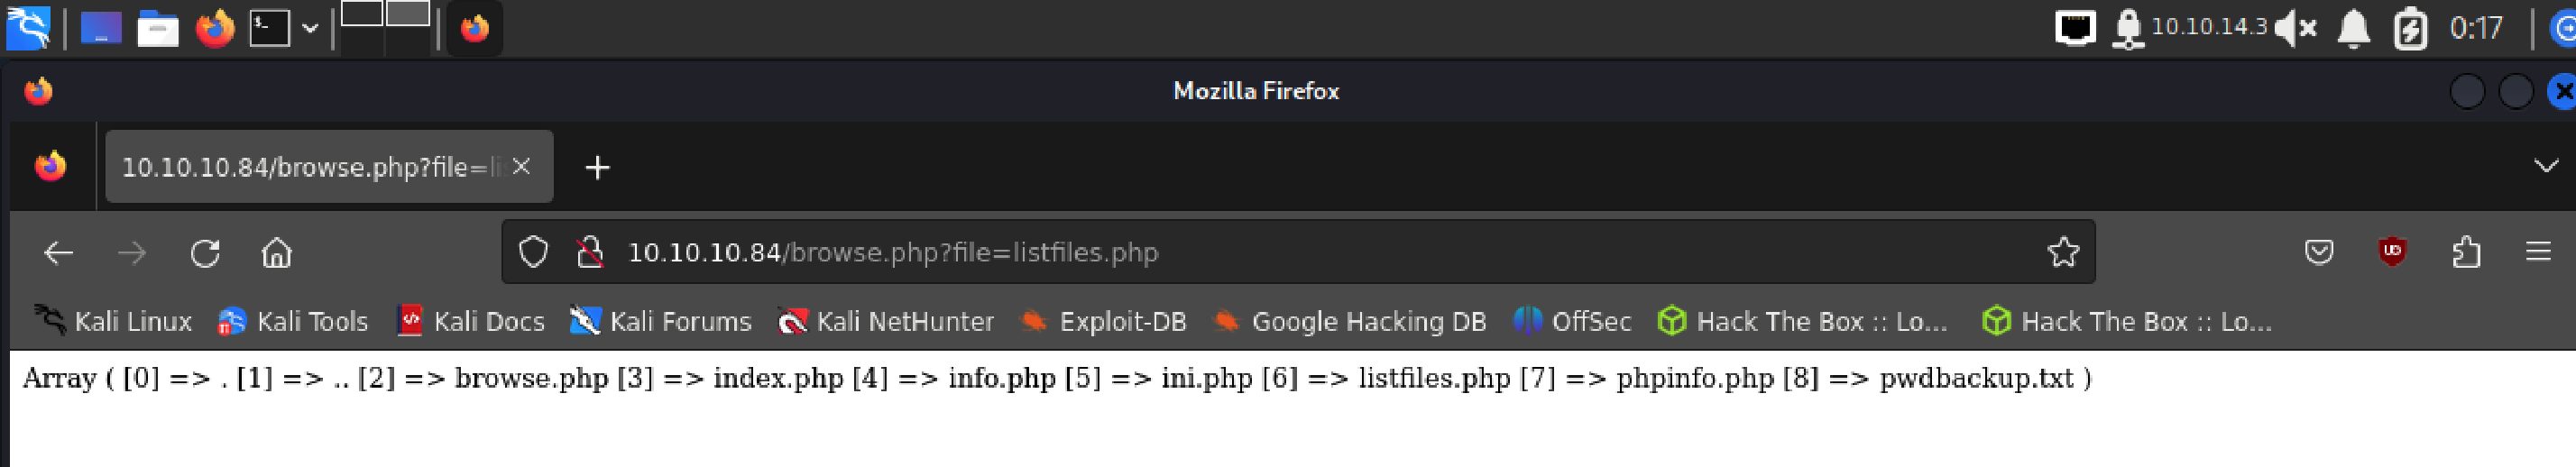 $_
10.10.14.3
0:17
Mozilla Firefox
10.10.10.84/browse.php?file=li
10.10.10.84/browse.php?file=listfiles.php
Kali Linux Kali Tools Kali Docs Kali Forums Kali NetHunter Exploit-DB Google Hacking DB OffSec Hack The Box :: Lo... Hack The Box :: Lo...
Array ( [0] => . [1] => .. [2] => browse.php [3] => index.php [4] => info.php [5] => ini.php [6] => listfiles.php [7] => phpinfo.php [8] => pwdbackup.txt )